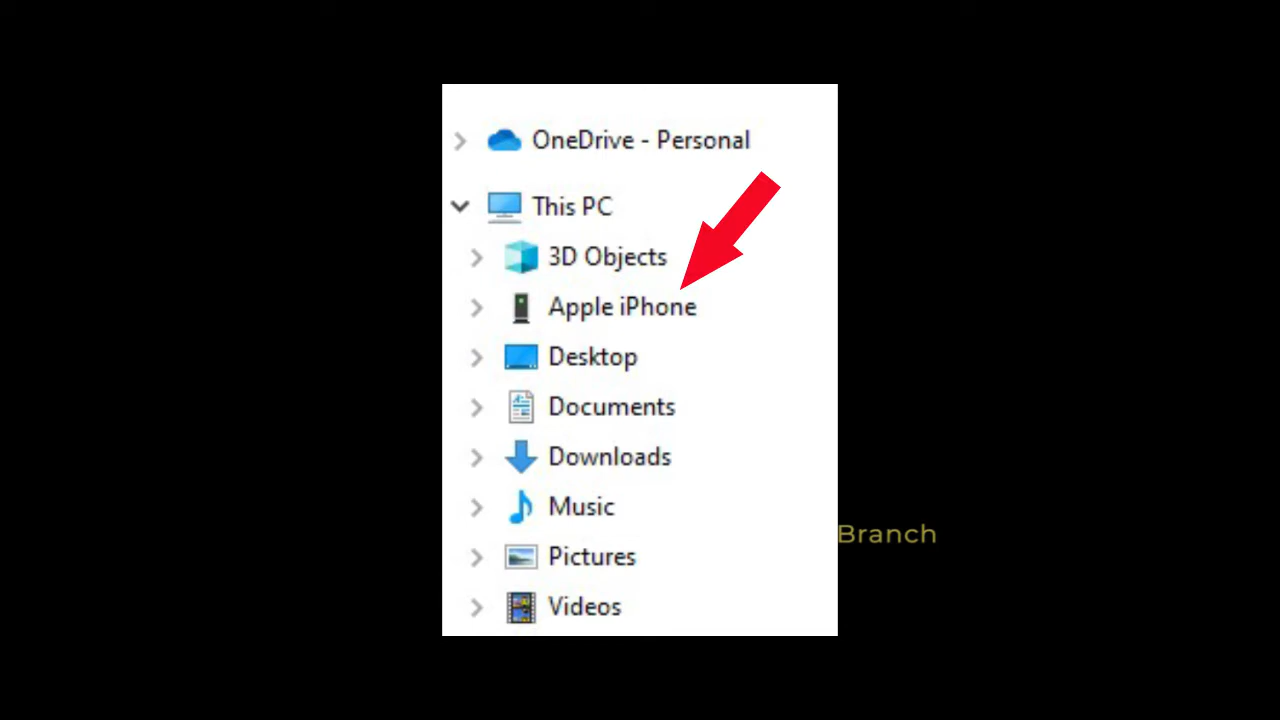 OneDrive - Personal
This PC
3D Objects
Apple iPhone
Desktop
Documents
Downloads
Music
Branch
Pictures
Videos